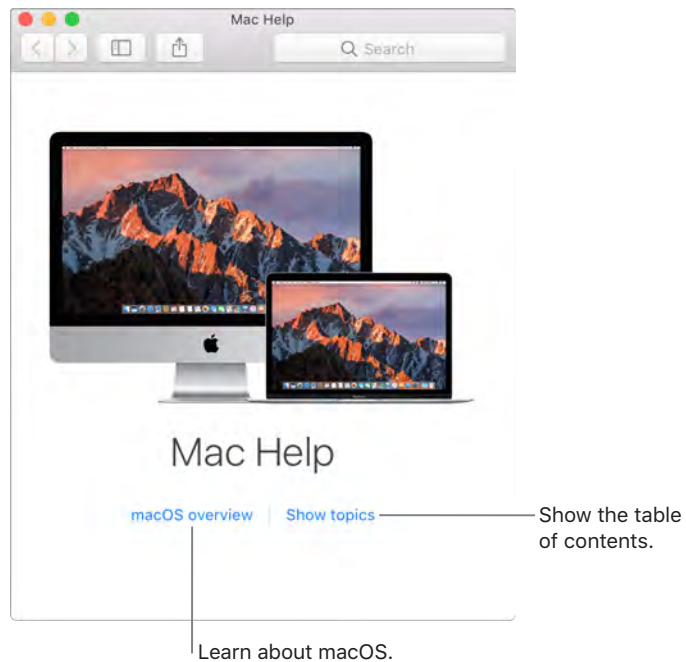 Mac Help
Search
Mac Help
macOS overview
Show topics
Show the table
of contents.
Learn about macOS.